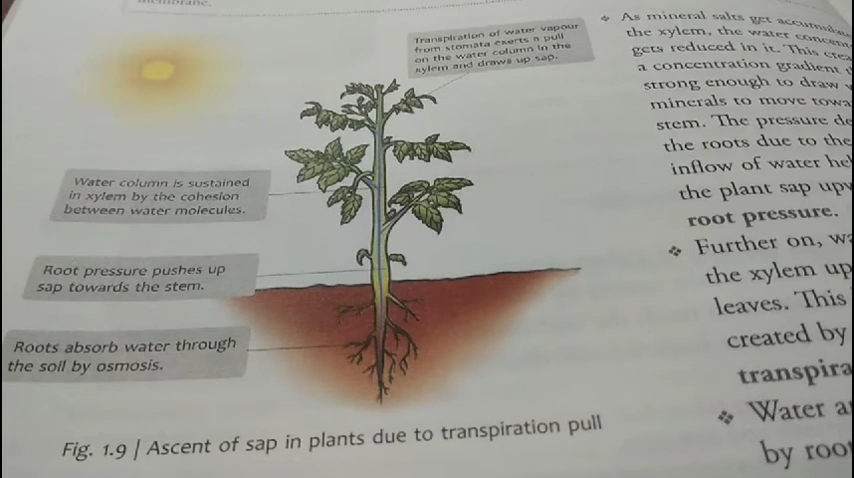 membrane.
Transpiration of water vapour
from stomata exerts a pull
on the water column in the
xylem and draws up sap.
Water column is sustained
in xylem by the cohesion
between water molecules.
Root pressure pushes up
sap towards the stem.
Roots absorb water through
the soil by osmosis.
Fig. 1.9 | Ascent of sap in plants due to transpiration pull
❖ As mineral salts get
the xylem, the water
gets reduced in it. This
a concentration gradient
strong enough to draw
minerals to move
stem. The pressure
the roots due to the
inflow of water
the plant sap
root pressure.
❖ Further on,
the xylem up
leaves. This
created by
❖ Water
by